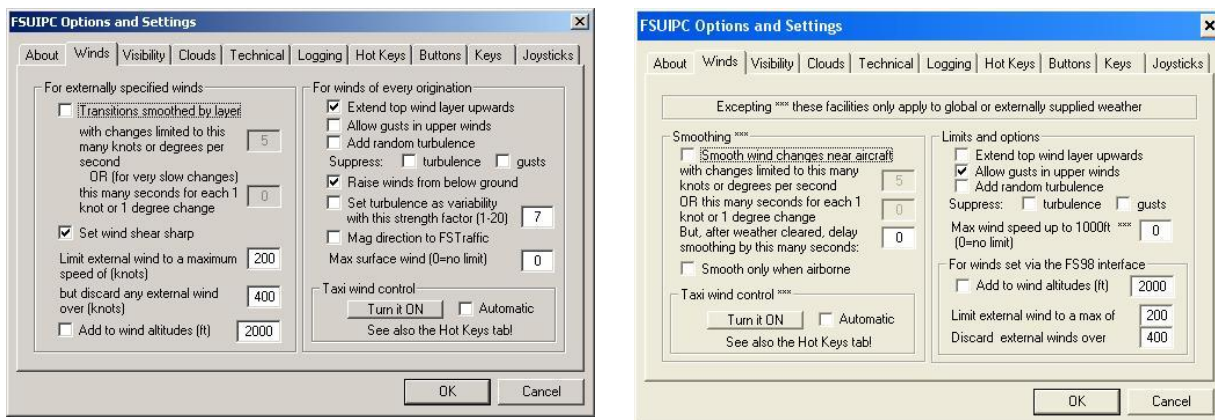 FSUIPC Options and Settings
About Winds Visibility Clouds Technical Logging Hot Keys Buttons Keys Joysticks
For externally specified winds
Transitions smoothed by layer
with changes limited to this
many knots or degrees per
second
5
OR (for very slow changes)
this many seconds for each 1
knot or 1 degree change
0
Set wind shear sharp
Limit external wind to a maximum
speed of (knots)
200
but discard any external wind
over (knots)
400
Add to wind altitudes (ft) 2000
For winds of every origination
Extend top wind layer upwards
Allow gusts in upper winds
Add random turbulence
Suppress: turbulence gusts
Raise winds from below ground
Set turbulence as variability
with this strength factor (1-20) 7
Mag direction to FSTraffic
Max surface wind (0=no limit) 0
Taxi wind control
Turn it ON Automatic
See also the Hot Keys tab!
OK Cancel
FSUIPC Options and Settings
About Winds Visibility Clouds Technical Logging Hot Keys Buttons Keys Joysticks
Excepting *** these facilities only apply to global or externally supplied weather
Smoothing ***
Smooth wind changes near aircraft
with changes limited to this many
knots or degrees per second
5
OR this many seconds for each 1
knot or 1 degree change
0
But, after weather cleared, delay
smoothing by this many seconds:
0
Smooth only when airborne
Taxi wind control ***
Turn it ON Automatic
See also the Hot Keys tab!
Limits and options
Extend top wind layer upwards
Allow gusts in upper winds
Add random turbulence
Suppress: turbulence gusts
Max wind speed up to 1000ft ***
(0=no limit)
0
For winds set via the FS98 interface
Add to wind altitudes (ft) 2000
Limit external wind to a max of 200
Discard external winds over 400
OK Cancel